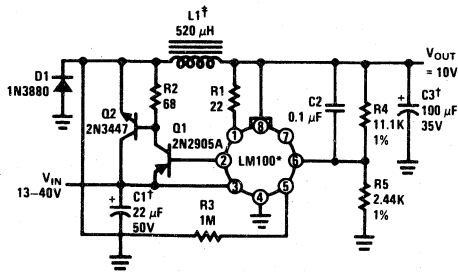 L1‡
520 μH
D1
1N3880
R2
68
Q2
2N3447
Q1
2N2905A
R1
22
1
8
7
2
LM100*
6
3
4
5
C2
0.1 μF
R4
11.1K
1%
C3†
100 μF
35V
VOUT
= 10V
VIN
13–40V
+
C1†
22 μF
50V
R3
1M
R5
2.44K
1%
+